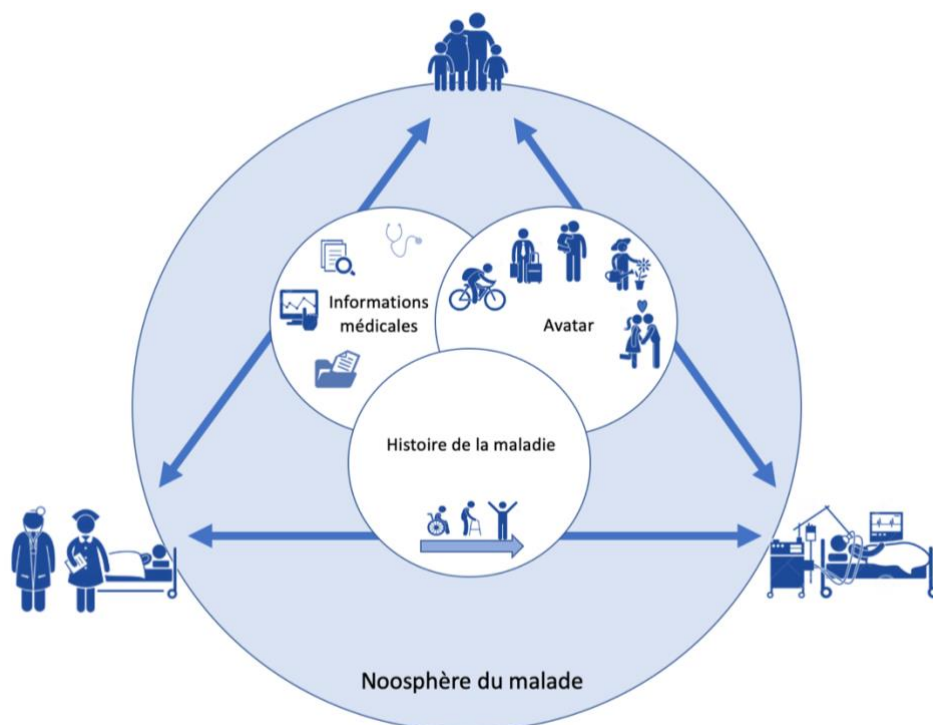 Informations
médicales
Avatar
Histoire de la maladie
Noosphère du malade